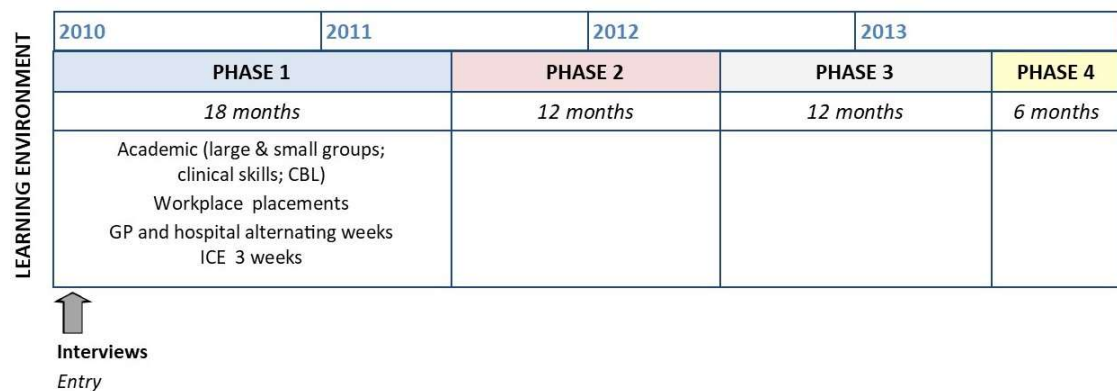 LEARNING ENVIRONMENT
2010 2011 2012 2013
PHASE 1 PHASE 2 PHASE 3 PHASE 4
18 months 12 months 12 months 6 months
Academic (large & small groups;
clinical skills; CBL)
Workplace placements
GP and hospital alternating weeks
ICE 3 weeks
Interviews
Entry